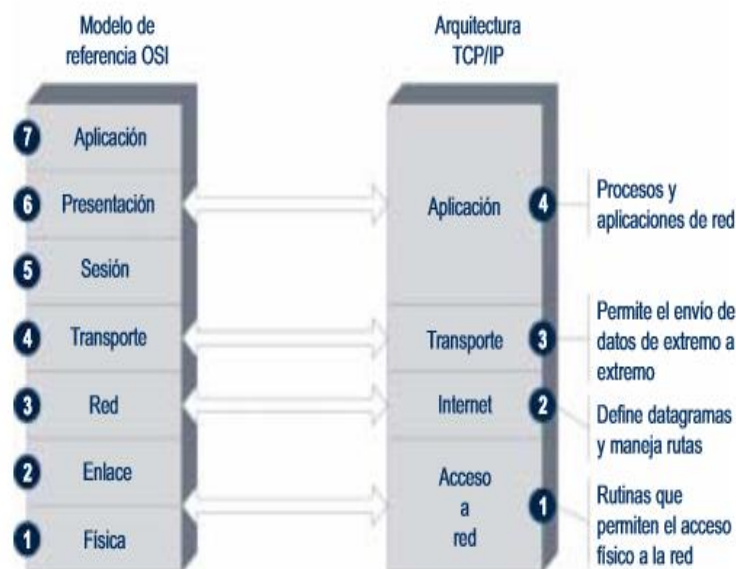 Modelo de
referencia OSI
7 Aplicación
6 Presentación
5 Sesión
4 Transporte
3 Red
2 Enlace
1 Física
Arquitectura
TCP/IP
Aplicación 4
Transporte 3
Internet 2
Acceso
a
red
1
Procesos y
aplicaciones de red
Permite el envío de
datos de extremo a
extremo
Define datagramas
y maneja rutas
Rutinas que
permiten el acceso
físico a la red